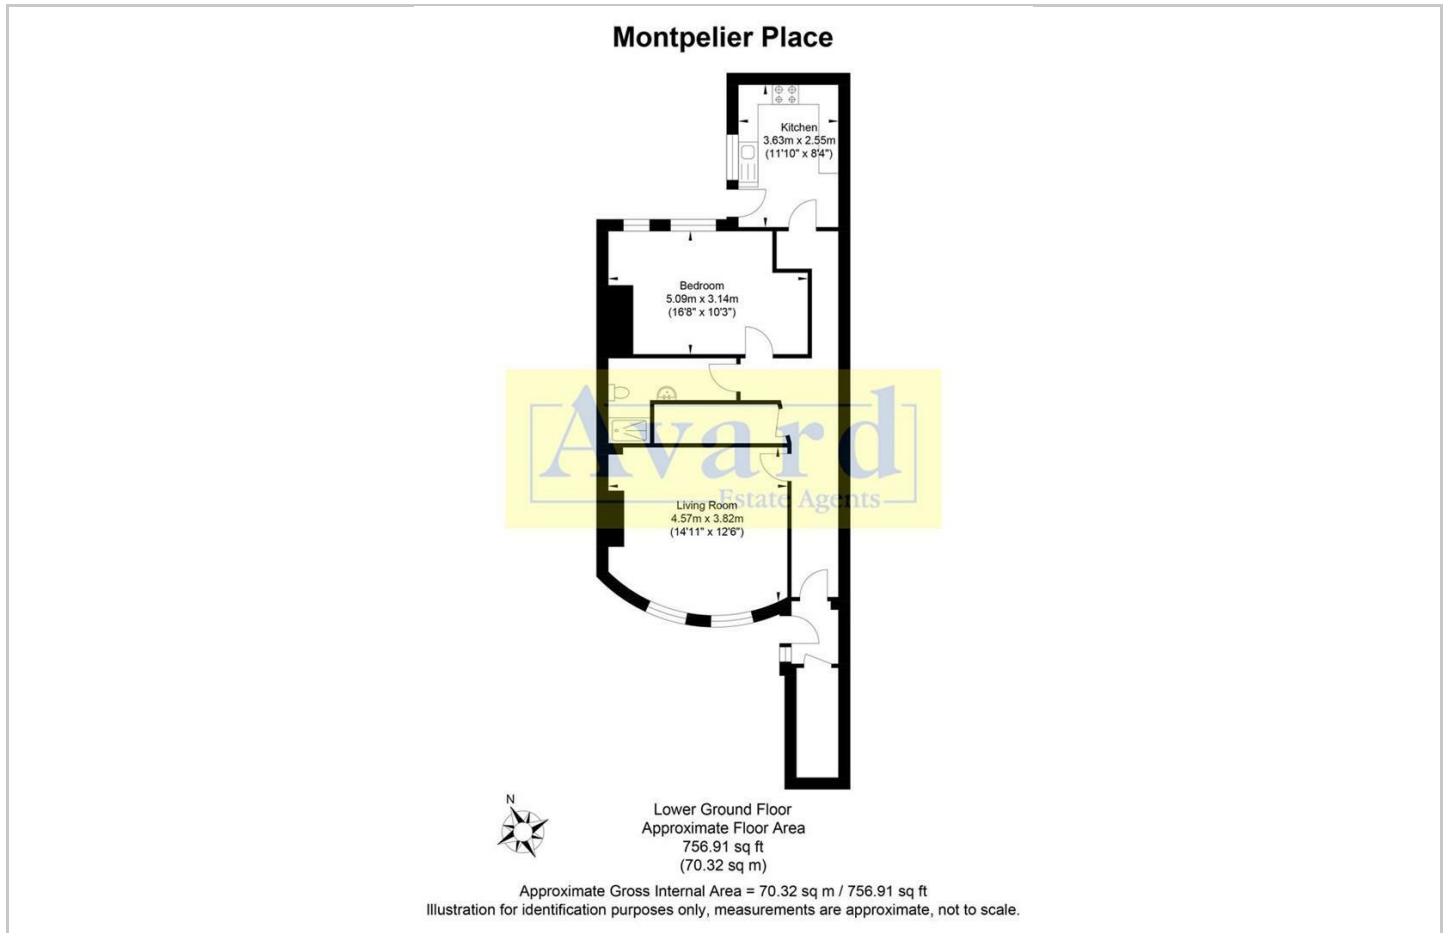 Montpelier Place
Kitchen
3.63m x 2.55m
(11'10" x 8'4")
Bedroom
5.09m x 3.14m
(16'8" x 10'3")
Avard
Estate Agents
Living Room
4.57m x 3.82m
(14'11" x 12'6")
N
Lower Ground Floor
Approximate Floor Area
756.91 sq ft
(70.32 sq m)
Approximate Gross Internal Area = 70.32 sq m / 756.91 sq ft
Illustration for identification purposes only, measurements are approximate, not to scale.